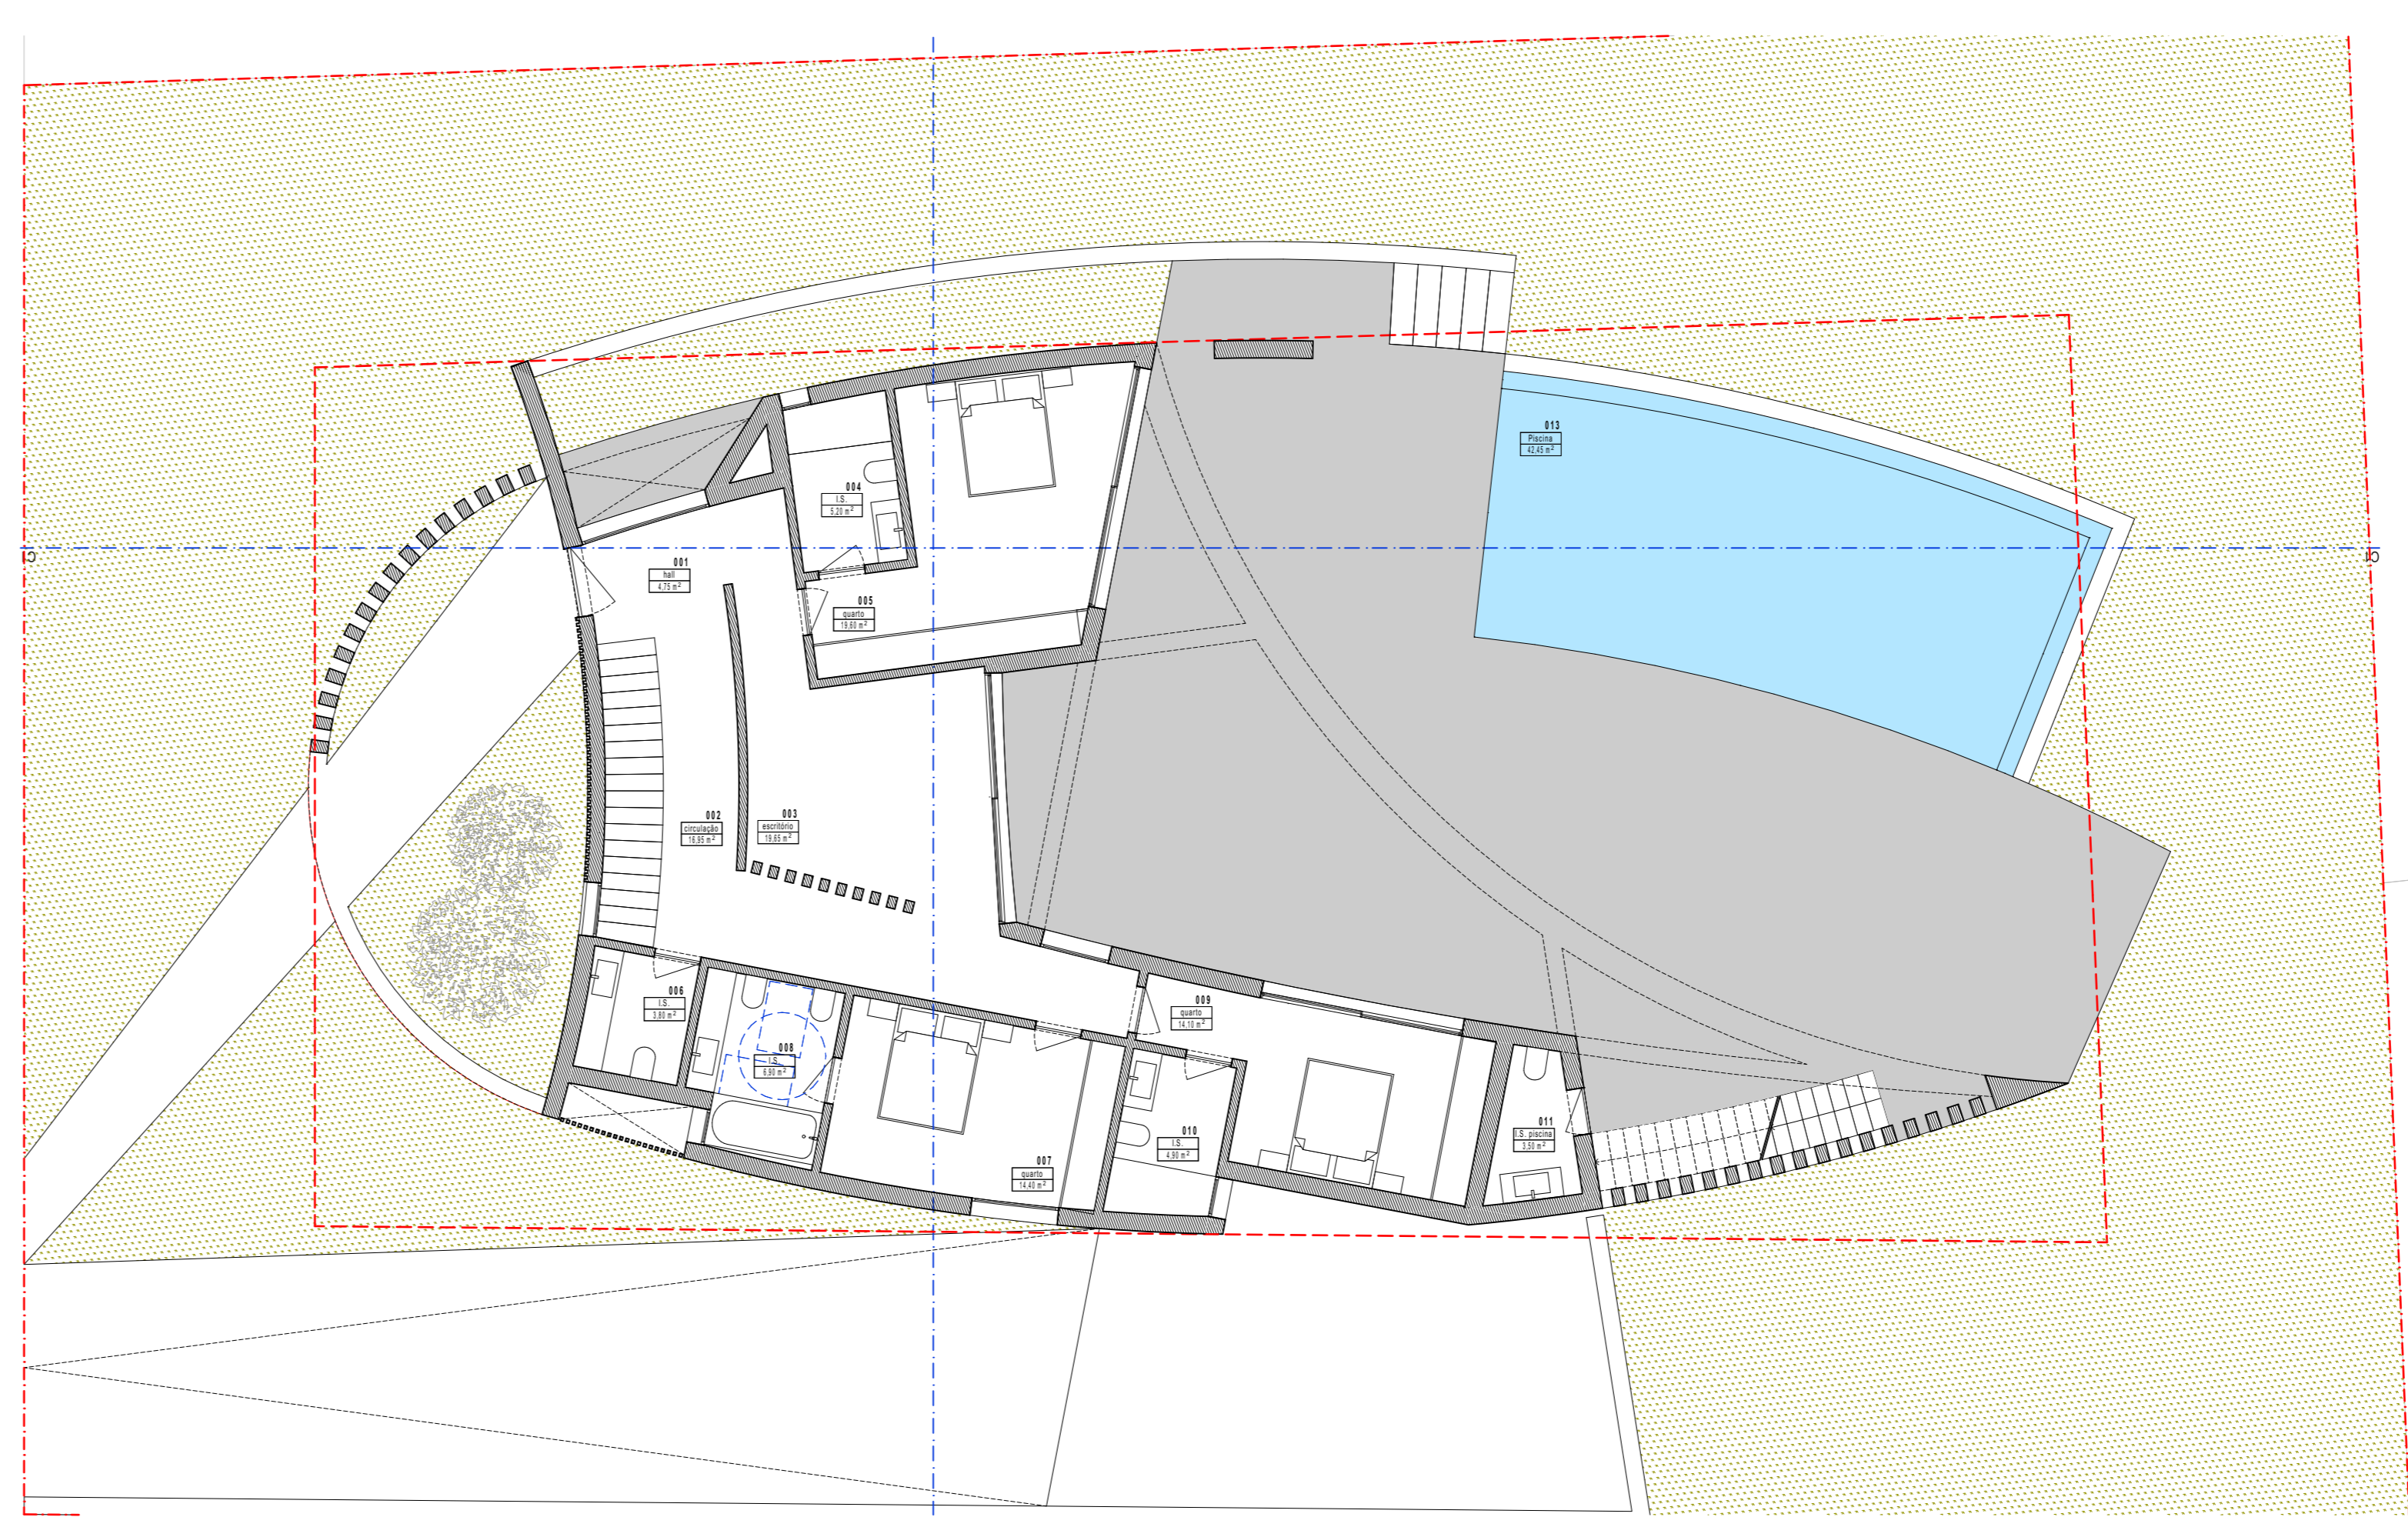 013
Piscina
42,45 m²
004
I.S.
5,20 m²
001
hall
4,75 m²
005
quarto
19,60 m²
002
circulação
16,95 m²
003
escritório
19,65 m²
006
I.S.
3,80 m²
009
quarto
14,10 m²
008
I.S.
6,90 m²
010
I.S.
4,90 m²
011
I.S. piscina
3,50 m²
007
quarto
14,40 m²